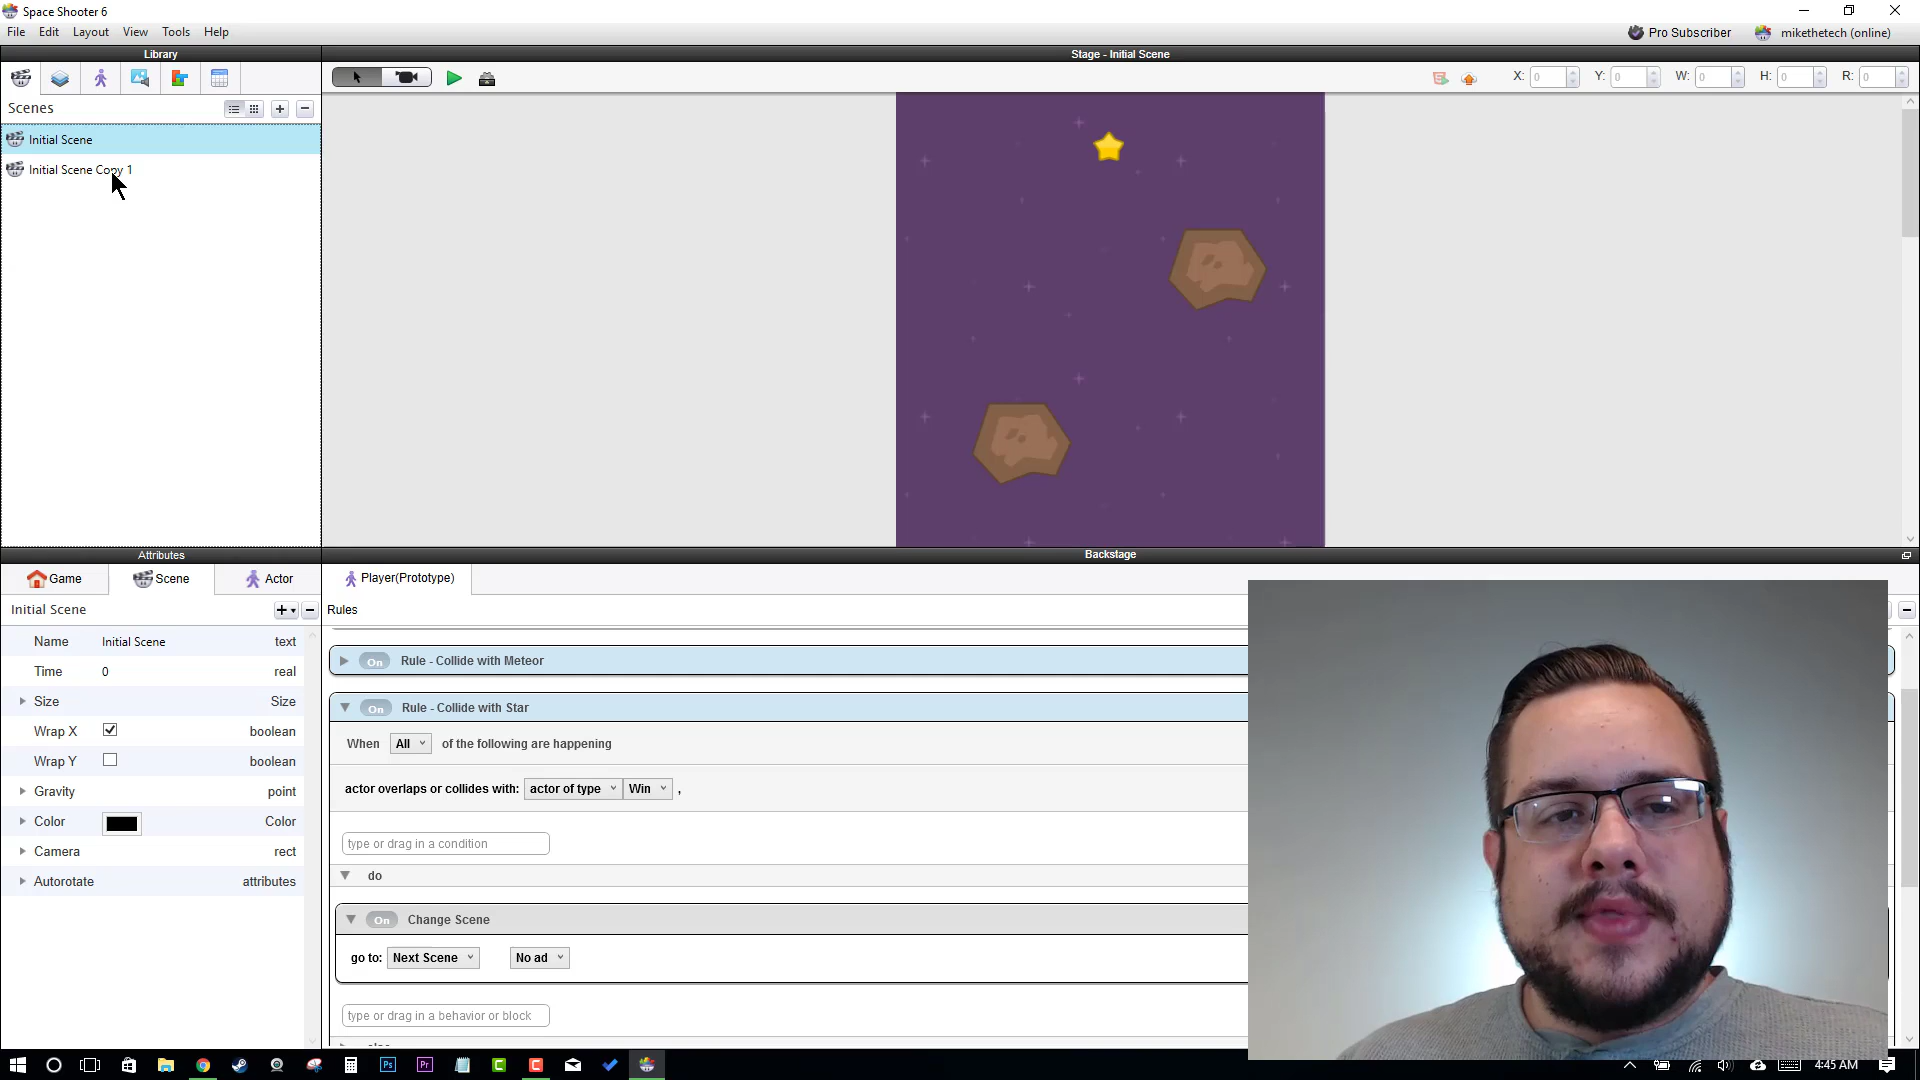 Space Shooter 6
File Edit Layout View Tools Help
Pro Subscriber mikethetech (online)
Library
Stage - Initial Scene
X: 0 Y: 0 W: 0 H: 0 R: 0
Scenes
Initial Scene
Initial Scene Copy 1
Attributes
Backstage
Game Scene Actor
Player(Prototype)
Initial Scene
Rules
Name Initial Scene text
Time 0 real
Size Size
Wrap X boolean
Wrap Y boolean
Gravity point
Color Color
Camera rect
Autorotate attributes
On Rule - Collide with Meteor
On Rule - Collide with Star
When All of the following are happening
actor overlaps or collides with: actor of type Win ,
type or drag in a condition
do
On Change Scene
go to: Next Scene No ad
type or drag in a behavior or block
4:45 AM